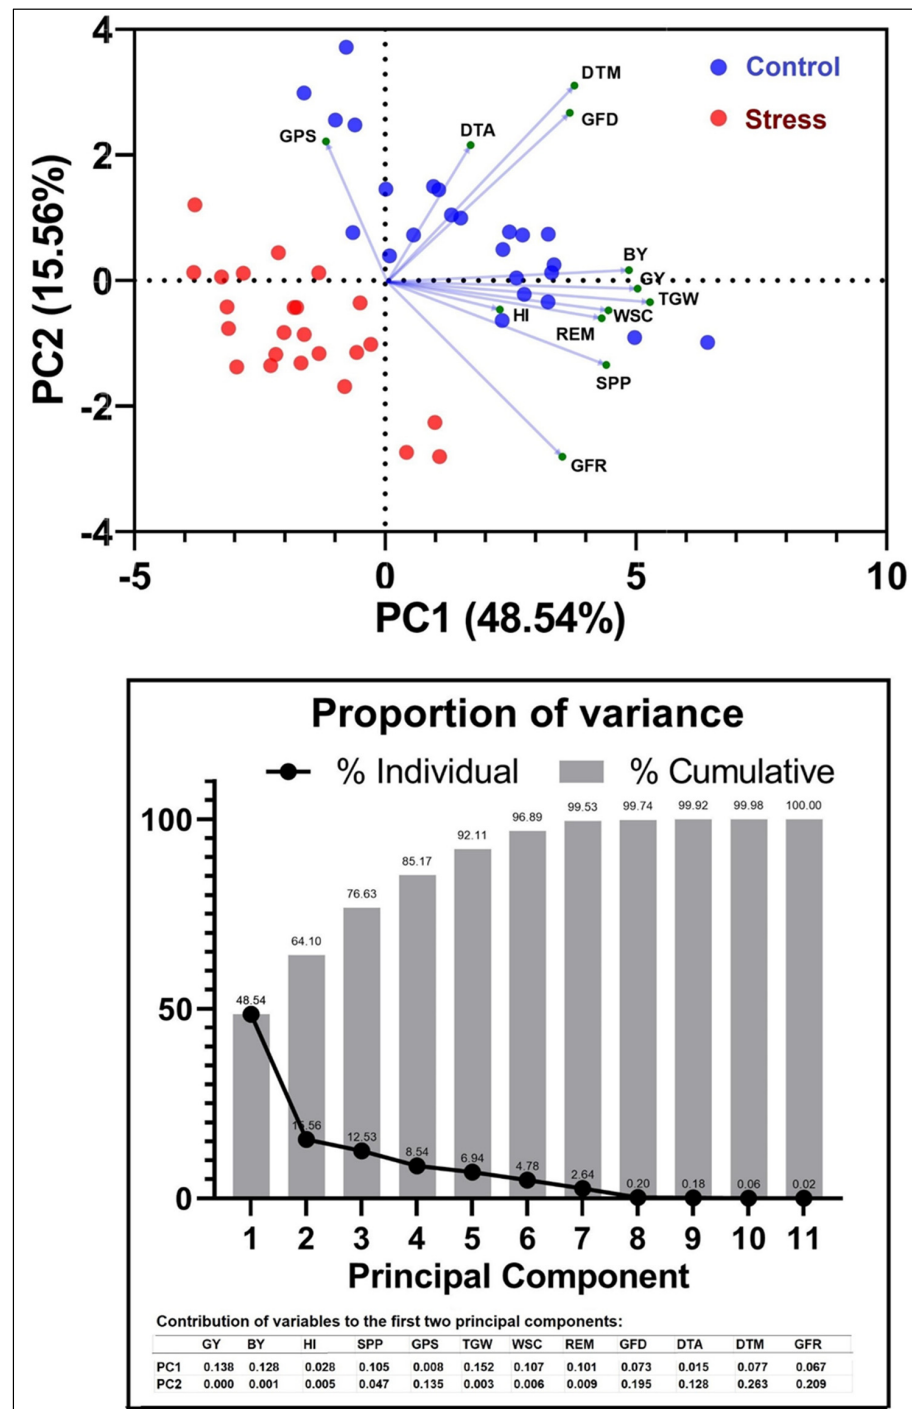 4
2
0
-2
-4
PC2 (15.56%)
Control
Stress
DTM
GFD
DTA
GPS
BY
GY
TGW
HI
WSC
REM
SPP
GFR
-5 0 5 10
PC1 (48.54%)
Proportion of variance
% Individual % Cumulative
100
50
0
48.54 64.10 76.63 85.17 92.11 96.89 99.53 99.74 99.92 99.98 100.00
15.56 12.53 8.54 6.94 4.78 2.64 0.20 0.18 0.06 0.02
1 2 3 4 5 6 7 8 9 10 11
Principal Component
Contribution of variables to the first two principal components:
GY BY HI SPP GPS TGW WSC REM GFD DTA DTM GFR
PC1 0.138 0.128 0.028 0.105 0.008 0.152 0.107 0.101 0.073 0.015 0.077 0.067
PC2 0.000 0.001 0.005 0.047 0.135 0.003 0.006 0.009 0.195 0.128 0.263 0.209